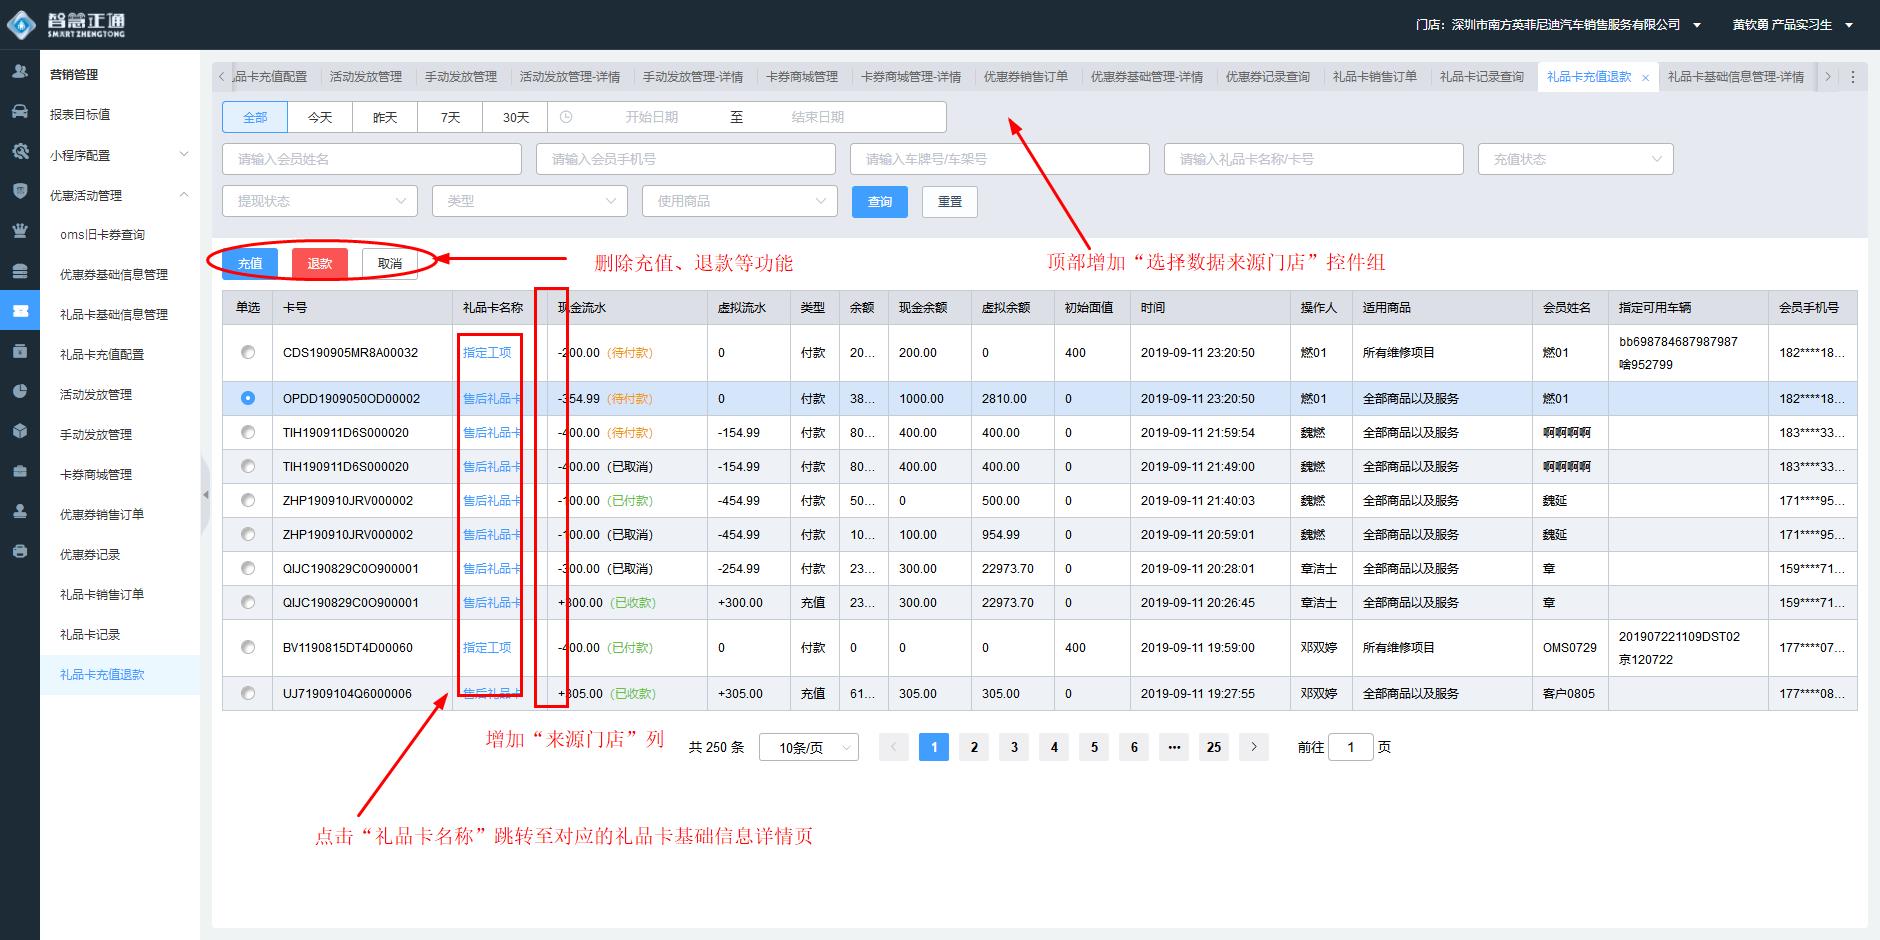 智慧正通
SMART ZHENGTONG
门店：深圳市南方英菲尼迪汽车销售服务有限公司
黄钦勇 产品实习生
营销管理
报表目标值
小程序配置
优惠活动管理
oms旧卡券查询
优惠券基础信息管理
礼品卡基础信息管理
礼品卡充值配置
活动发放管理
手动发放管理
卡券商城管理
优惠券销售订单
优惠券记录
礼品卡销售订单
礼品卡记录
礼品卡充值退款
品卡充值配置 活动发放管理 手动发放管理 活动发放管理-详情 手动发放管理-详情 卡券商城管理 卡券商城管理-详情 优惠券销售订单 优惠券基础管理-详情 优惠券记录查询 礼品卡销售订单 礼品卡记录查询 礼品卡充值退款 × 礼品卡基础信息管理-详情
全部 今天 昨天 7天 30天 开始日期 至 结束日期
请输入会员姓名 请输入会员手机号 请输入车牌号/车架号 请输入礼品卡名称/卡号 充值状态
提现状态 类型 使用商品 查询 重置
充值 退款 取消
删除充值、退款等功能
顶部增加“选择数据来源门店”控件组
单选 卡号 礼品卡名称 现金流水 虚拟流水 类型 余额 现金余额 虚拟余额 初始面值 时间 操作人 适用商品 会员姓名 指定可用车辆 会员手机号
CDS190905MR8A00032 指定工项 -200.00 (待付款) 0 付款 20... 200.00 0 400 2019-09-11 23:20:50 燃01 所有维修项目 燃01 bb698784687987987 啥952799 182****18...
OPDD1909050OD00002 售后礼品卡 -354.99 (待付款) 0 付款 38... 1000.00 2810.00 0 2019-09-11 23:20:50 燃01 全部商品以及服务 燃01 182****18...
TIH190911D6S000020 售后礼品卡 -400.00 (待付款) -154.99 付款 80... 400.00 400.00 0 2019-09-11 21:59:54 魏燃 全部商品以及服务 啊啊啊啊 183****33...
TIH190911D6S000020 售后礼品卡 -400.00 (已取消) -154.99 付款 80... 400.00 400.00 0 2019-09-11 21:49:00 魏燃 全部商品以及服务 啊啊啊啊 183****33...
ZHP190910JRV000002 售后礼品卡 -100.00 (已付款) -454.99 付款 50... 0 500.00 0 2019-09-11 21:40:03 魏燃 全部商品以及服务 魏延 171****95...
ZHP190910JRV000002 售后礼品卡 -100.00 (已取消) -454.99 付款 10... 100.00 954.99 0 2019-09-11 20:59:01 魏燃 全部商品以及服务 魏延 171****95...
QIJC190829C0O900001 售后礼品卡 -300.00 (已取消) -254.99 付款 23... 300.00 22973.70 0 2019-09-11 20:28:01 章洁士 全部商品以及服务 章 159****71...
QIJC190829C0O900001 售后礼品卡 +300.00 (已收款) +300.00 充值 23... 300.00 22973.70 0 2019-09-11 20:26:45 章洁士 全部商品以及服务 章 159****71...
BV1190815DT4D00060 指定工项 -400.00 (已付款) 0 付款 0 0 0 400 2019-09-11 19:59:00 邓双婷 所有维修项目 OMS0729 201907221109DST02 京120722 177****07...
UJ71909104Q6000006 售后礼品卡 +305.00 (已收款) +305.00 充值 61... 305.00 305.00 0 2019-09-11 19:27:55 邓双婷 全部商品以及服务 客户0805 177****08...
增加“来源门店”列
共 250 条 10条/页 1 2 3 4 5 6 ••• 25 前往 1 页
点击“礼品卡名称”跳转至对应的礼品卡基础信息详情页